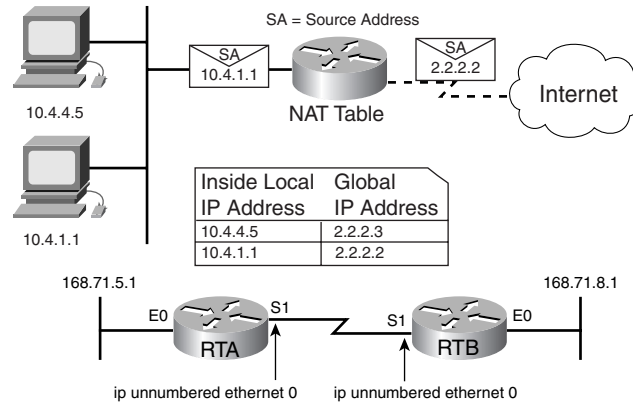 SA = Source Address
SA
10.4.1.1
SA
2.2.2.2
10.4.4.5
NAT Table
Internet
10.4.1.1
Inside Local Global
IP Address IP Address
10.4.4.5 2.2.2.3
10.4.1.1 2.2.2.2
168.71.5.1 168.71.8.1
E0 S1 S1 E0
RTA RTB
ip unnumbered ethernet 0 ip unnumbered ethernet 0